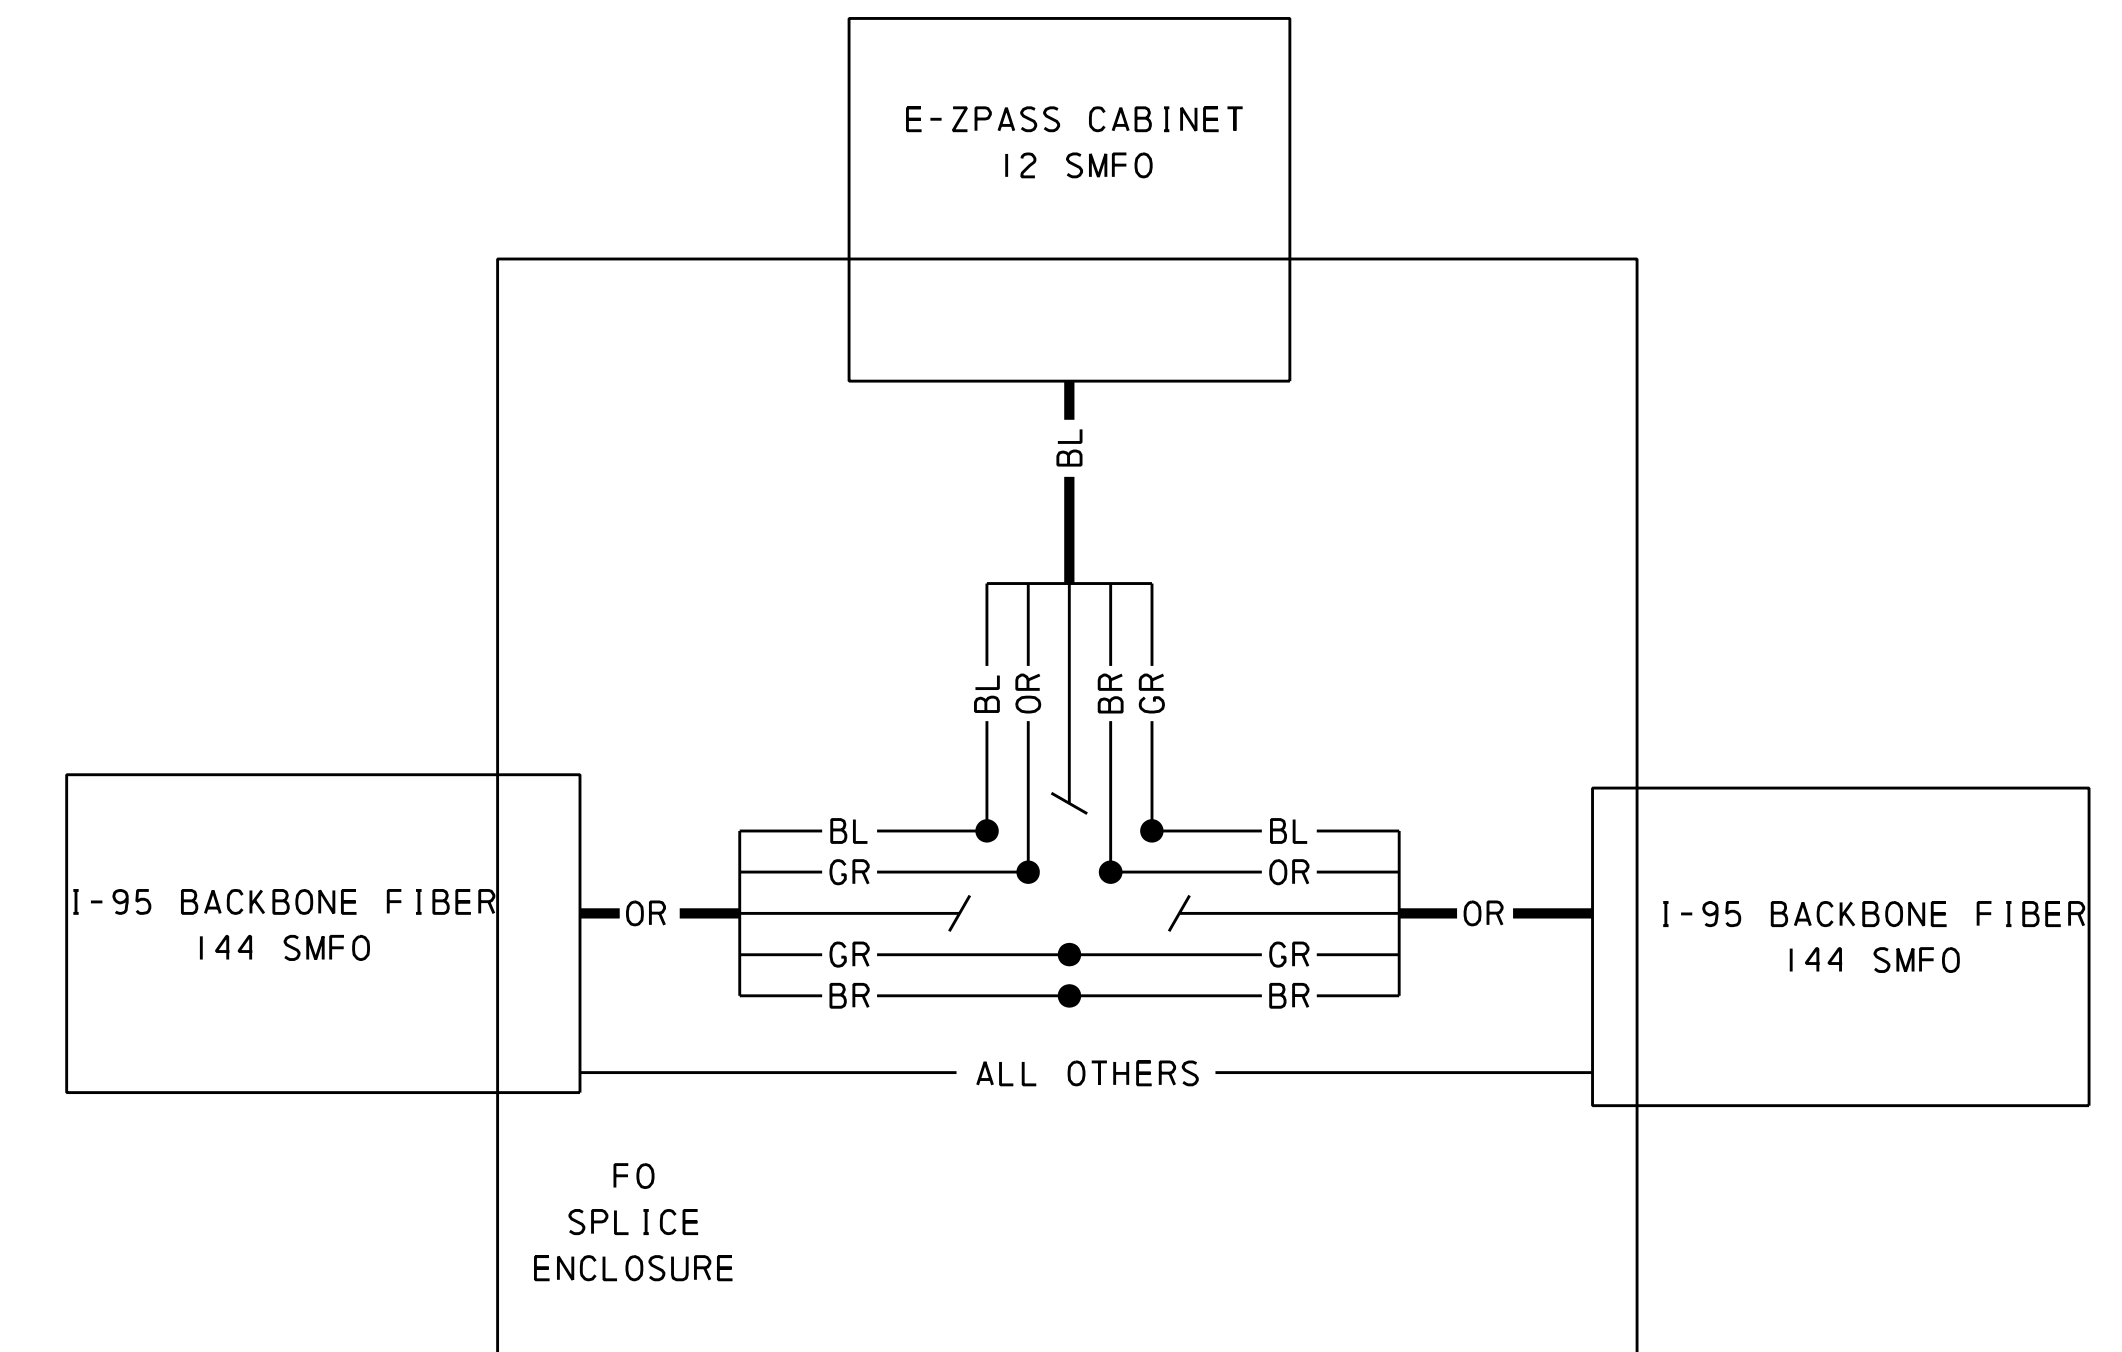 E-ZPASS CABINET
12 SMFO
BL
BL
OR
BR
GR
BL
BL
GR
OR
I-95 BACKBONE FIBER
144 SMFO
OR
OR
I-95 BACKBONE FIBER
144 SMFO
GR
GR
BR
BR
ALL OTHERS
FO
SPLICE
ENCLOSURE